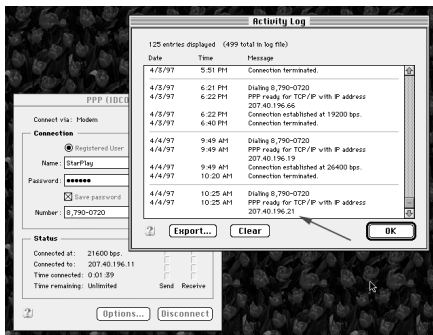 Activity Log
125 entries displayed (499 total in log file)
Date Time Message
4/3/97 5:51 PM Connection terminated.
4/3/97 6:21 PM Dialing 8,790-0720
4/3/97 6:22 PM PPP ready for TCP/IP with IP address
207.40.196.66
4/3/97 6:22 PM Connection established at 19200 bps.
4/3/97 6:40 PM Connection terminated.
4/4/97 9:49 AM Dialing 8,790-0720
4/4/97 9:49 AM PPP ready for TCP/IP with IP address
207.40.196.19
4/4/97 9:49 AM Connection established at 26400 bps.
4/4/97 10:20 AM Connection terminated.
4/4/97 10:25 AM Dialing 8,790-0720
4/4/97 10:25 AM PPP ready for TCP/IP with IP address
207.40.196.21
Export... Clear OK
PPP (IDCO
Connect via: Modem
Connection
Registered User
Name: StarPlay
Password: ••••••
Save password
Number: 8,790-0720
Status
Connected at: 21600 bps.
Connected to: 207.40.196.11
Time connected: 0:01:39
Time remaining: Unlimited Send Receive
Options... Disconnect